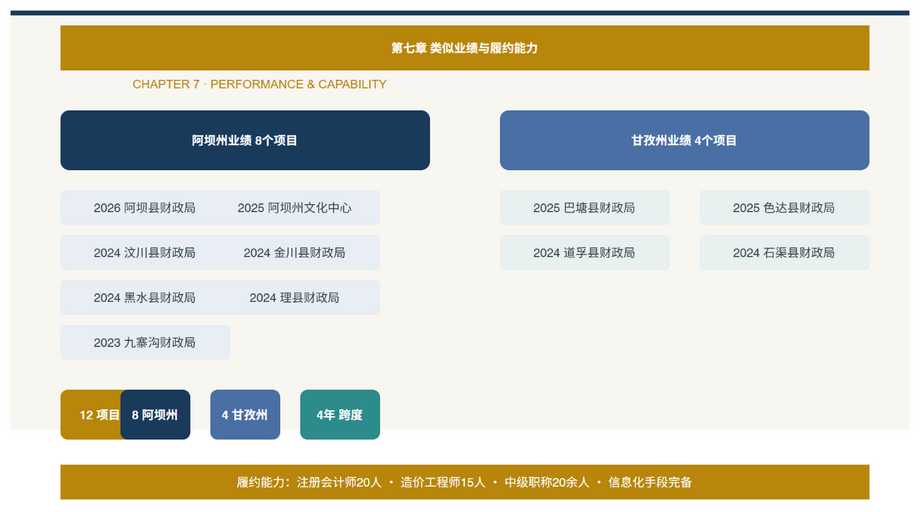 第七章 类似业绩与履约能力
CHAPTER 7 · PERFORMANCE & CAPABILITY
阿坝州业绩 8个项目
2026 阿坝县财政局
2025 阿坝州文化中心
2024 汶川县财政局
2024 金川县财政局
2024 黑水县财政局
2024 理县财政局
2023 九寨沟财政局
甘孜州业绩 4个项目
2025 巴塘县财政局
2025 色达县财政局
2024 道孚县财政局
2024 石渠县财政局
12 项目
8 阿坝州
4 甘孜州
4年 跨度
履约能力：注册会计师20人 • 造价工程师15人 • 中级职称20余人 • 信息化手段完备